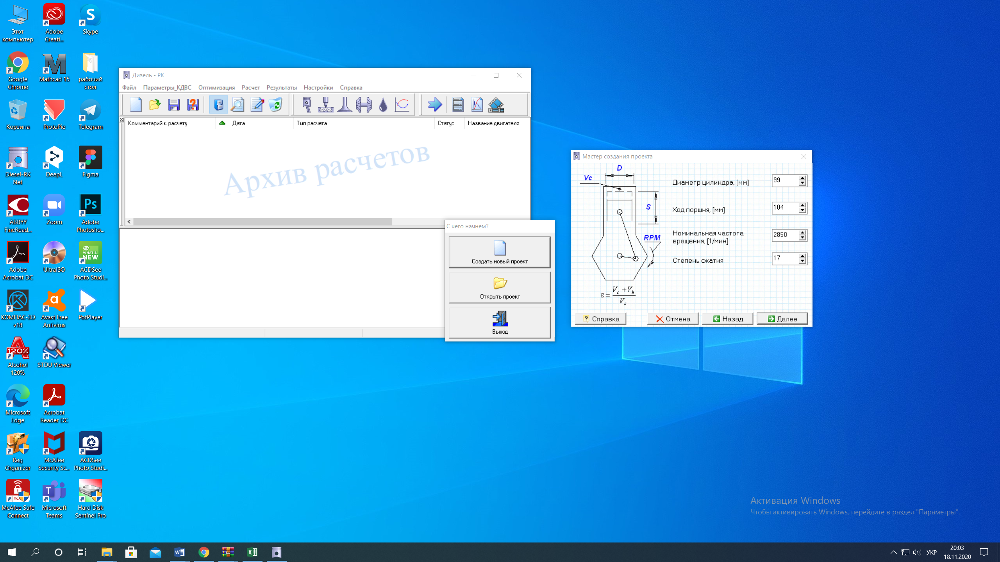 Этот
компьютер
Adobe
Creati...
Skype
Google
Chrome
Mathcad 15
рабочий
стол
Корзина
ProtoPie
Telegram
Diesel-RK
Net
DeepL
Figma
ABBYY
FineRead...
Zoom
Adobe
Photosho...
Adobe
Acrobat DC
UltraISO
WHAT'S
NEW
ACDSee
Photo Studi...
КОМПАС-3D
v18
Avast Free
Antivirus
PotPlayer
120%
Alcohol
120%
STDU Viewer
Microsoft
Edge
Acrobat
Reader DC
Reg
Organizer
McAfee
Security Sc...
ACDSee
Photo Studi...
McAfee Safe
Connect
Microsoft
Teams
Hard Disk
Sentinel Pro
Дизель - РК
Файл Параметры_КДВС Оптимизация Расчет Результаты Настройки Справка
Комментарий к расчету Дата Тип расчета Статус Название двигателя
Архив расчетов
С чего начнем?
Создать новый проект
Открыть проект
Выход
Мастер создания проекта
D
Vc
S
RPM
ε = (V_c + V_h) / V_c
Диаметр цилиндра, [мм] 99
Ход поршня, [мм] 104
Номинальная частота
вращения, [1/мин] 2850
Степень сжатия 17
Справка Отмена Назад Далее
Активация Windows
Чтобы активировать Windows, перейдите в раздел "Параметры".
УКР
20:03
18.11.2020